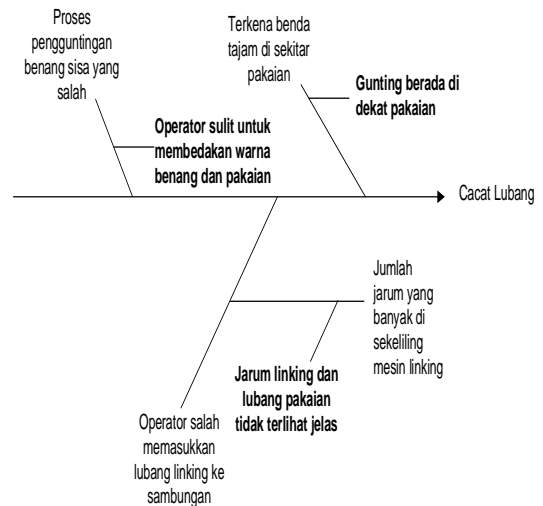 Proses
pengguntingan
benang sisa yang
salah
Terkena benda
tajam di sekitar
pakaian
Gunting berada di
dekat pakaian
Operator sulit untuk
membedakan warna
benang dan pakaian
Cacat Lubang
Jumlah
jarum yang
banyak di
sekeliling
mesin linking
Jarum linking dan
lubang pakaian
tidak terlihat jelas
Operator salah
memasukkan
lubang linking ke
sambungan